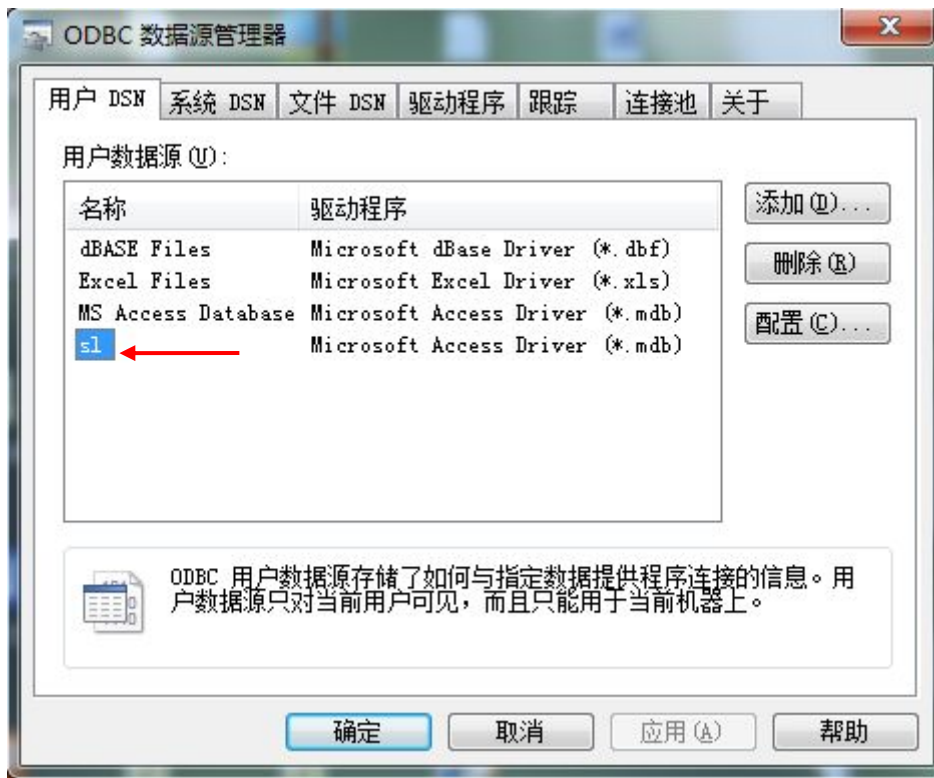 ODBC 数据源管理器
用户 DSN 系统 DSN 文件 DSN 驱动程序 跟踪 连接池 关于
用户数据源(U):
名称 驱动程序
dBASE Files Microsoft dBase Driver (*.dbf)
Excel Files Microsoft Excel Driver (*.xls)
MS Access Database Microsoft Access Driver (*.mdb)
sl Microsoft Access Driver (*.mdb)
添加(D)...
删除(R)
配置(C)...
ODBC 用户数据源存储了如何与指定数据提供程序连接的信息。用
户数据源只对当前用户可见，而且只能用于当前机器上。
确定 取消 应用(A) 帮助